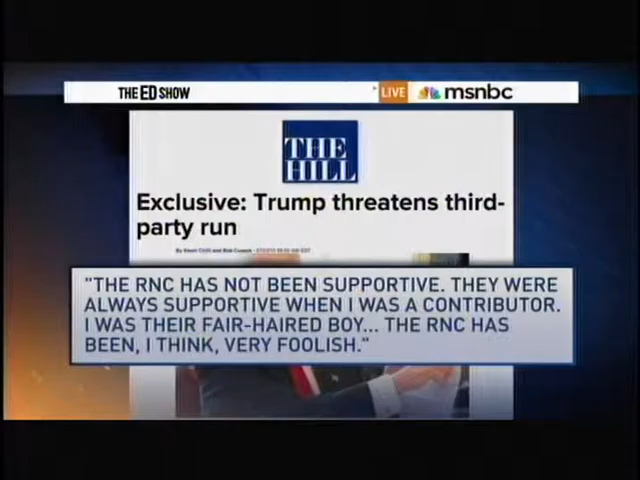 THE ED SHOW
LIVE msnbc
THE
HILL
Exclusive: Trump threatens third-
party run
"THE RNC HAS NOT BEEN SUPPORTIVE. THEY WERE
ALWAYS SUPPORTIVE WHEN I WAS A CONTRIBUTOR.
I WAS THEIR FAIR-HAIRED BOY... THE RNC HAS
BEEN, I THINK, VERY FOOLISH."